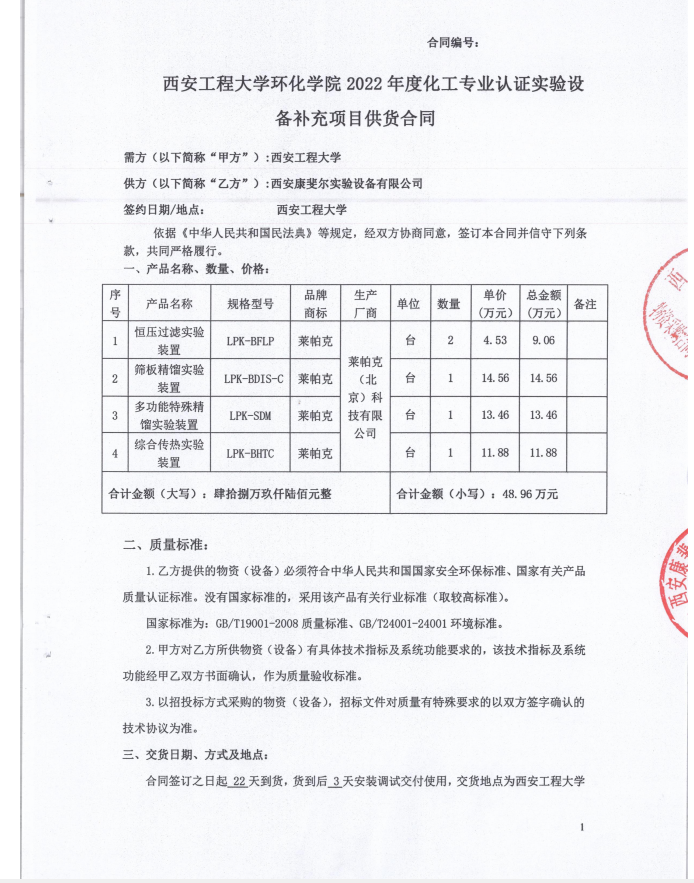 合同编号：
西安工程大学环化学院 2022 年度化工专业认证实验设
备补充项目供货合同
需方（以下简称“甲方”）:西安工程大学
供方（以下简称“乙方”）:西安康斐尔实验设备有限公司
签约日期/地点： 西安工程大学
依据《中华人民共和国民法典》等规定，经双方协商同意，签订本合同并信守下列条
款，共同严格履行。
一、产品名称、数量、价格：
序号 产品名称 规格型号 品牌商标 生产厂商 单位 数量 单价(万元) 总金额(万元) 备注
1 恒压过滤实验装置 LPK-BFLP 莱帕克 莱帕克（北京）科技有限公司 台 2 4.53 9.06
2 筛板精馏实验装置 LPK-BDIS-C 莱帕克 台 1 14.56 14.56
3 多功能特殊精馏实验装置 LPK-SDM 莱帕克 台 1 13.46 13.46
4 综合传热实验装置 LPK-BHTC 莱帕克 台 1 11.88 11.88
合计金额（大写）：肆拾捌万玖仟陆佰元整 合计金额（小写）：48.96 万元
二、质量标准：
1.乙方提供的物资（设备）必须符合中华人民共和国国家安全环保标准、国家有关产品
质量认证标准。没有国家标准的，采用该产品有关行业标准（取较高标准）。
国家标准为：GB/T19001-2008 质量标准、GB/T24001-24001 环境标准。
2.甲方对乙方所供物资（设备）有具体技术指标及系统功能要求的，该技术指标及系统
功能经甲乙双方书面确认，作为质量验收标准。
3.以招投标方式采购的物资（设备），招标文件对质量有特殊要求的以双方签字确认的
技术协议为准。
三、交货日期、方式及地点：
合同签订之日起 22 天到货，货到后 3 天安装调试交付使用，交货地点为西安工程大学
西
西安康斐
1